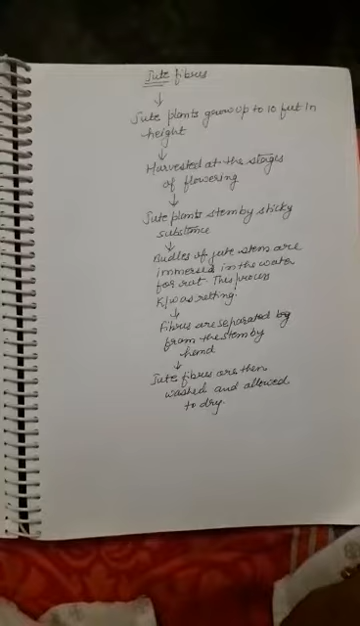 Jute fibres
↓
Jute plants grow up to 10 feet in
height
↓
Harvested at the stages
of flowering
↓
Jute plants stem by sticky
substance
↓
Budles of jute stem are
immersed in the water
for rot. This process
K/w as retting.
↓
Fibres are separated by
from the stem by
hand
↓
Jute fibres are then
washed and allowed
to dry.